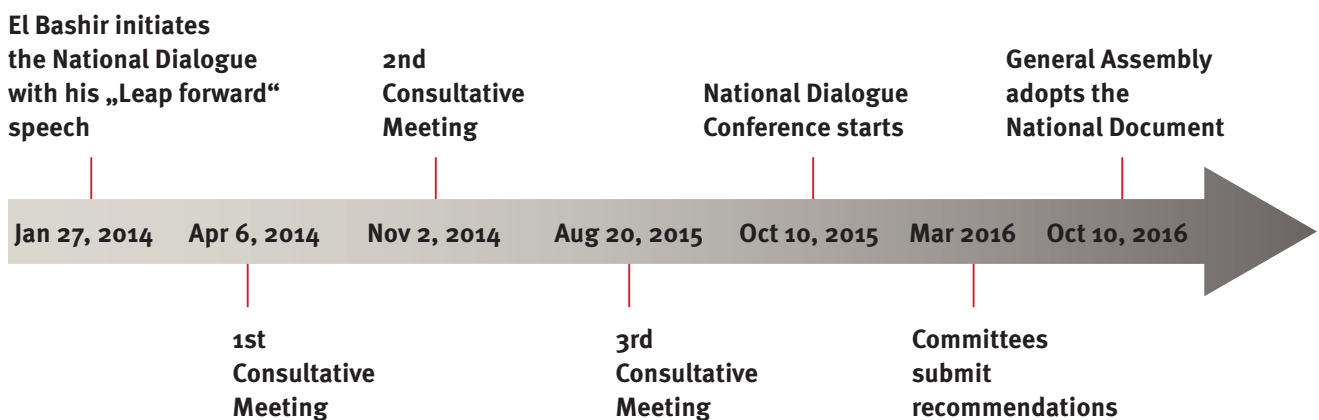 El Bashir initiates
the National Dialogue
with his „Leap forward“
speech
2nd
Consultative
Meeting
National Dialogue
Conference starts
General Assembly
adopts the
National Document
Jan 27, 2014 Apr 6, 2014 Nov 2, 2014 Aug 20, 2015 Oct 10, 2015 Mar 2016 Oct 10, 2016
1st
Consultative
Meeting
3rd
Consultative
Meeting
Committees
submit
recommendations